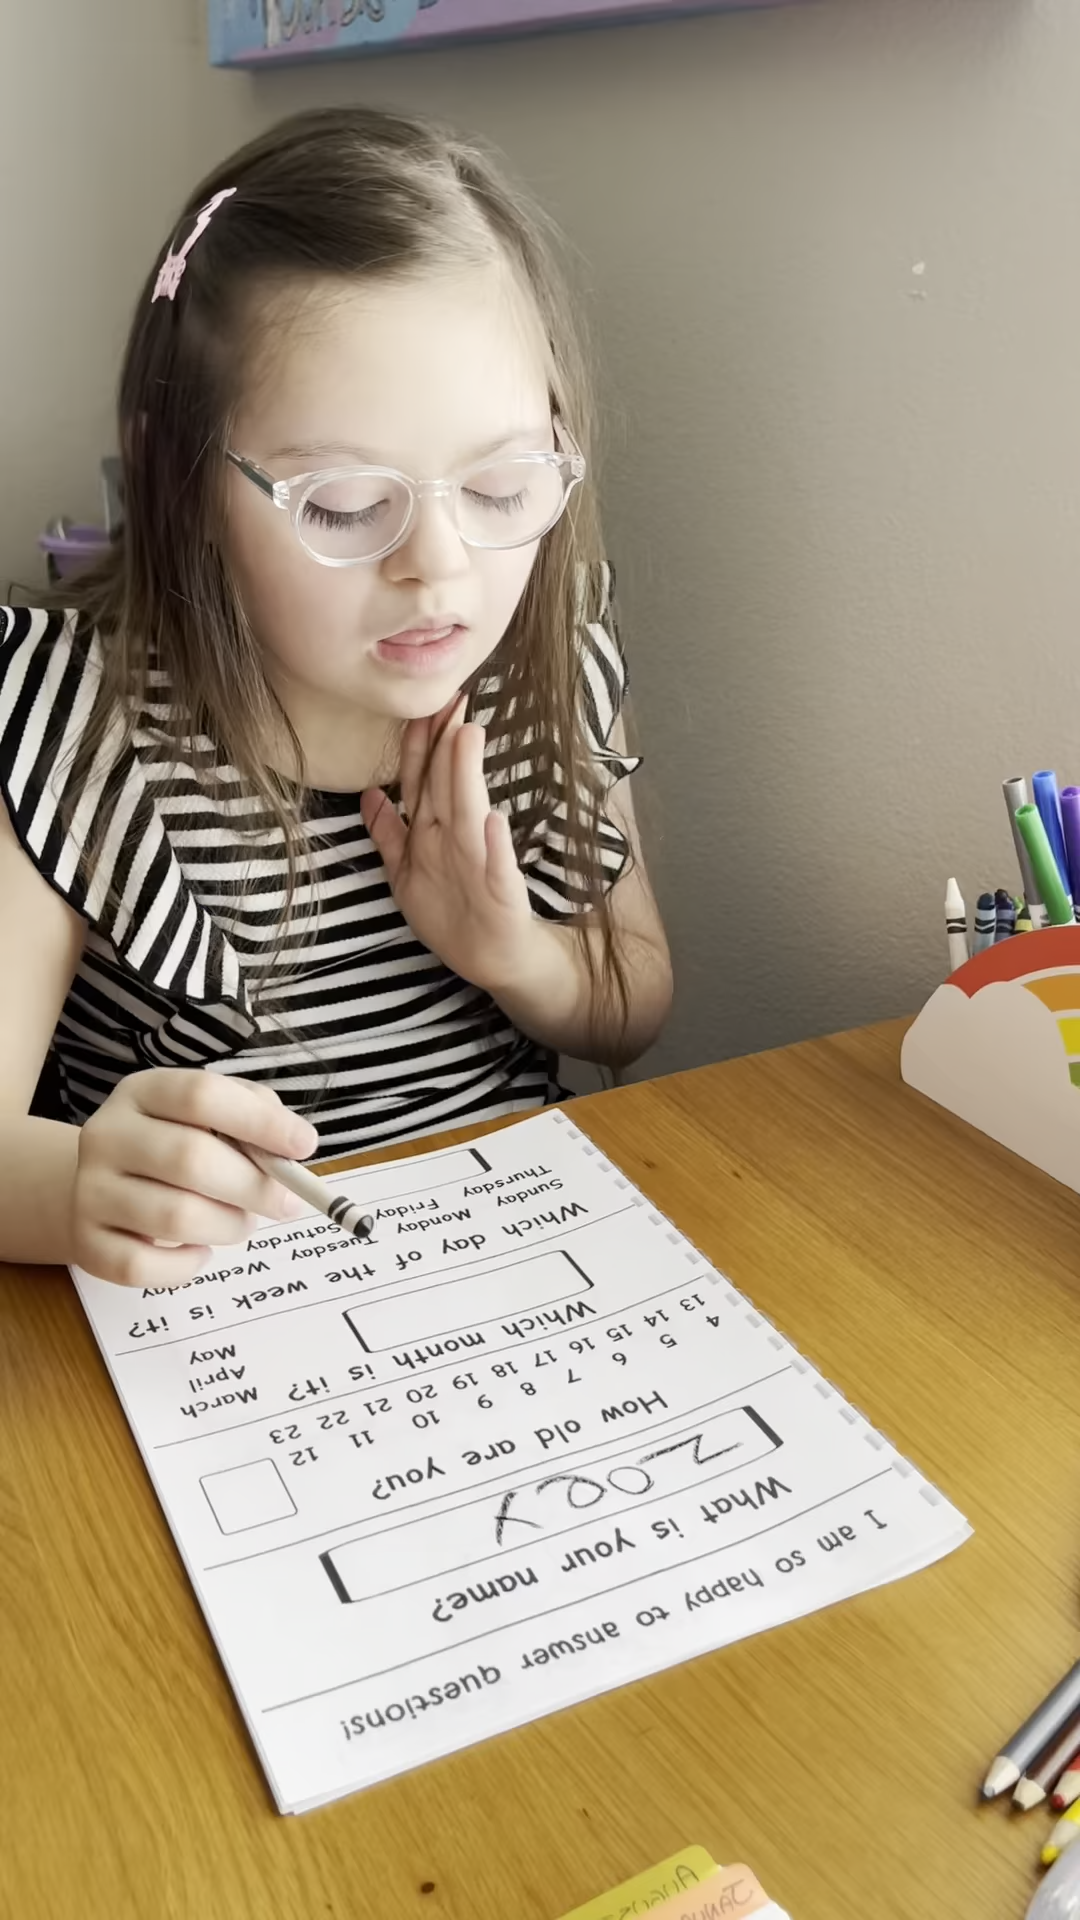 I am so happy to answer questions!
What is your name?
zoey
How old are you?
4 5 6 7 8 9 10 11 12
13 14 15 16 17 18 19 20 21 22 23
Which month is it?
March
April
May
Which day of the week is it?
Sunday Monday Tuesday Wednesday
Thursday Friday Saturday